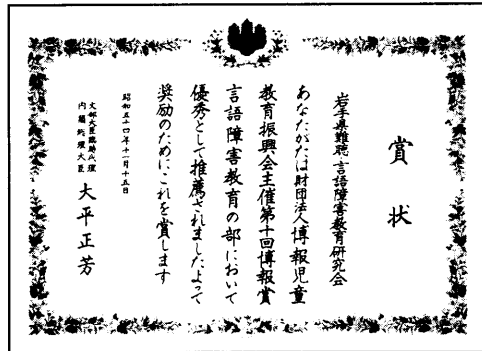 賞状
岩手県難聴・言語障害教育研究会
あなたがたは財団法人博報児童
教育振興会主催第十回博報賞
言語障害教育の部において
優秀として推薦されましたよって
奨励のためにこれを賞します
昭和五十四年十一月十五日
文部大臣臨時代理
内閣総理大臣 大平正芳